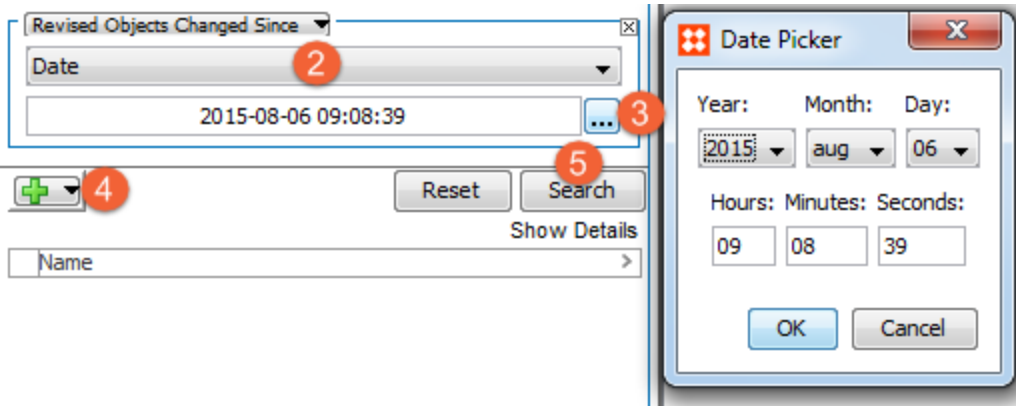 Revised Objects Changed Since
Date
2
2015-08-06 09:08:39
...
3
4
Reset
Search
5
Show Details
Name
>
Date Picker
X
Year: Month: Day:
2015 aug 06
Hours: Minutes: Seconds:
09 08 39
OK Cancel